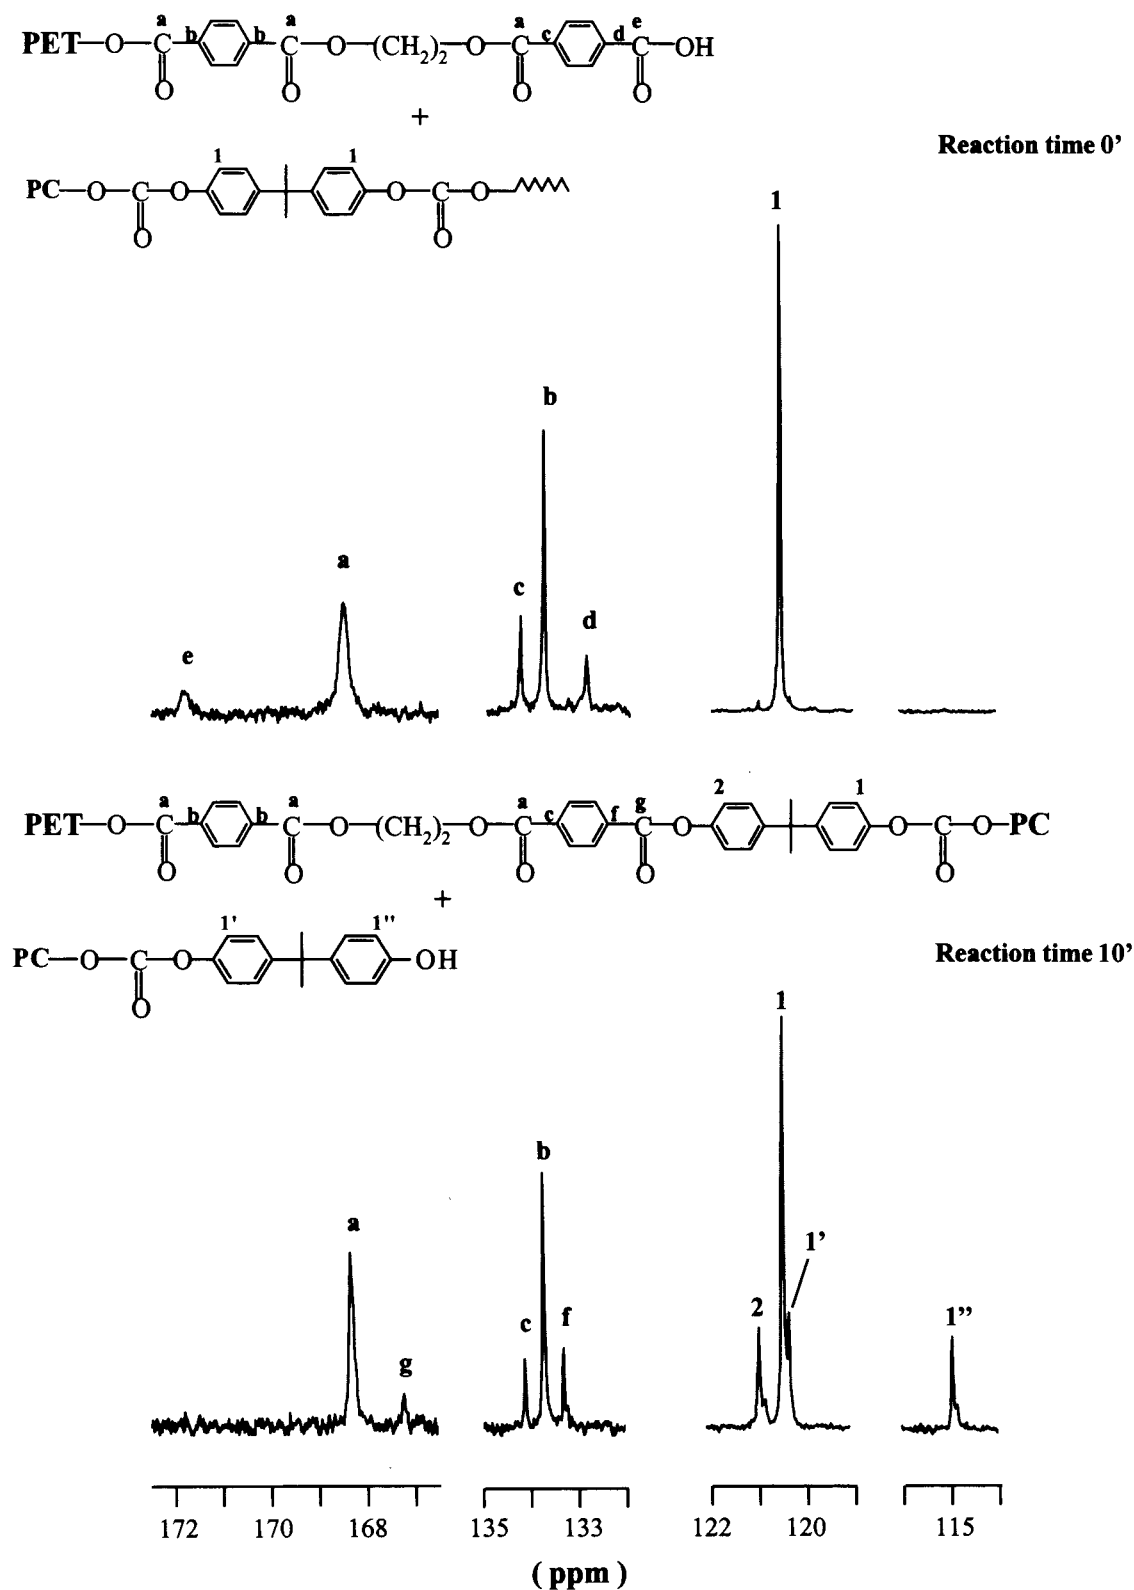 a a a e
b b c d
PET—O—C—C—O—(CH2)2—O—C—C—OH
O O O O
+
Reaction time 0’
1 1
PC—O—C—O—O—C—O
O O
1
b
a
c
d
e
a a a g 2 1
b b c f
PET—O—C—C—O—(CH2)2—O—C—C—O—O—C—O—PC
O O O O O
+
1' 1''
PC—O—C—O—OH
O
Reaction time 10’
1
b
a
1’
2
c f
1”
g
172 170 168 135 133 122 120 115
( ppm )